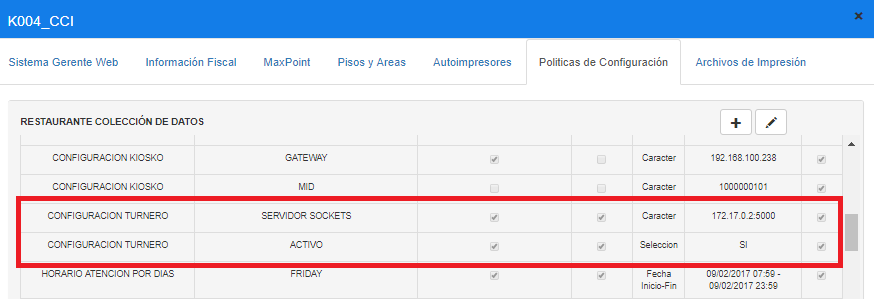 K004_CCI
Sistema Gerente Web Información Fiscal MaxPoint Pisos y Areas Autoimpresores Politicas de Configuración Archivos de Impresión
RESTAURANTE COLECCIÓN DE DATOS
CONFIGURACION KIOSKO GATEWAY Caracter 192.168.100.238
CONFIGURACION KIOSKO MID Caracter 1000000101
CONFIGURACION TURNERO SERVIDOR SOCKETS Caracter 172.17.0.2:5000
CONFIGURACION TURNERO ACTIVO Seleccion SI
HORARIO ATENCION POR DIAS FRIDAY Fecha Inicio-Fin 09/02/2017 07:59 - 09/02/2017 23:59